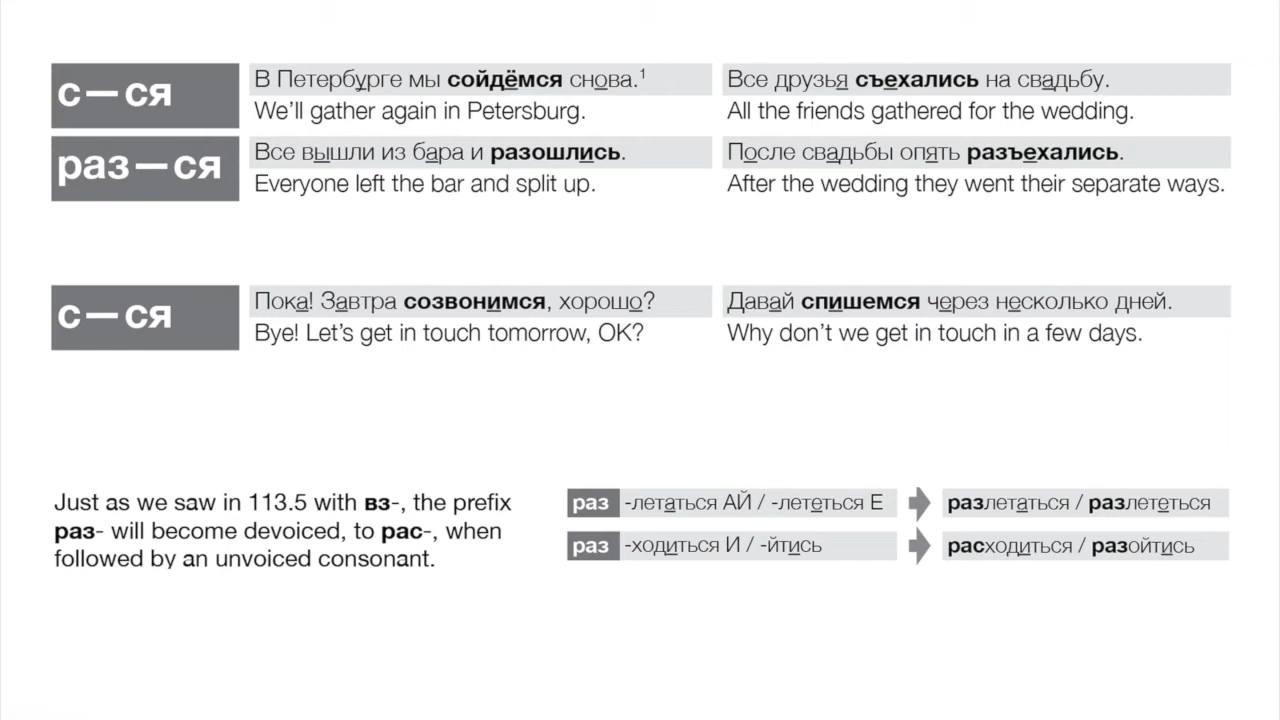 с — ся
В Петербурге мы сойдёмся снова.¹
We'll gather again in Petersburg.
Все друзья съехались на свадьбу.
All the friends gathered for the wedding.
раз — ся
Все вышли из бара и разошлись.
Everyone left the bar and split up.
После свадьбы опять разъехались.
After the wedding they went their separate ways.
с — ся
Пока! Завтра созвонимся, хорошо?
Bye! Let's get in touch tomorrow, OK?
Давай спишемся через несколько дней.
Why don't we get in touch in a few days.
Just as we saw in 113.5 with вз-, the prefix
раз- will become devoiced, to рас-, when
followed by an unvoiced consonant.
раз -летаться АЙ / -лететься Е разлетаться / разлететься
раз -ходиться И / -йтись расходиться / разойтись